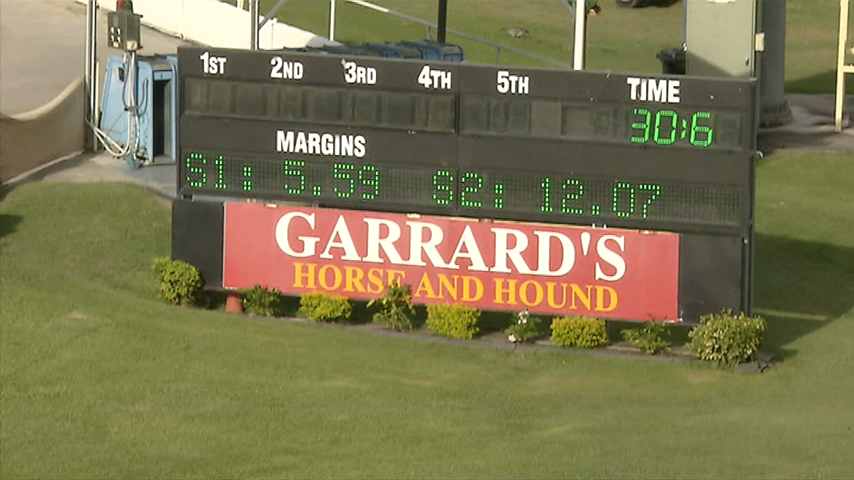 1ST 2ND 3RD 4TH 5TH TIME
30:6
MARGINS
S1: 5.59 S2: 12.07
GARRARD'S
HORSE AND HOUND